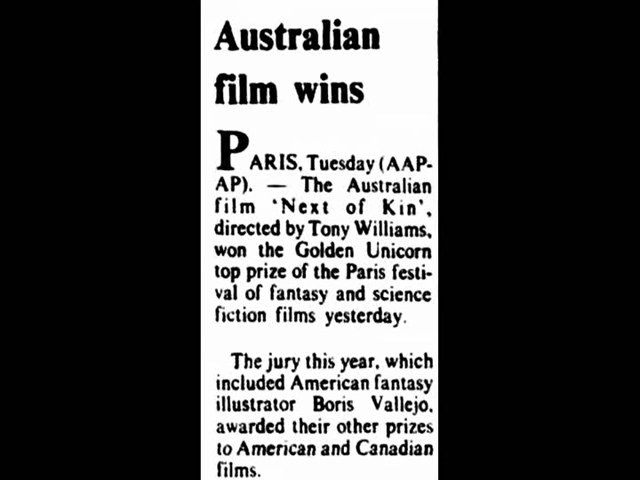 Australian
film wins
PARIS, Tuesday (AAP-
AP). — The Australian
film ‘Next of Kin’,
directed by Tony Williams,
won the Golden Unicorn
top prize of the Paris festi-
val of fantasy and science
fiction films yesterday.
The jury this year, which
included American fantasy
illustrator Boris Vallejo,
awarded their other prizes
to American and Canadian
films.